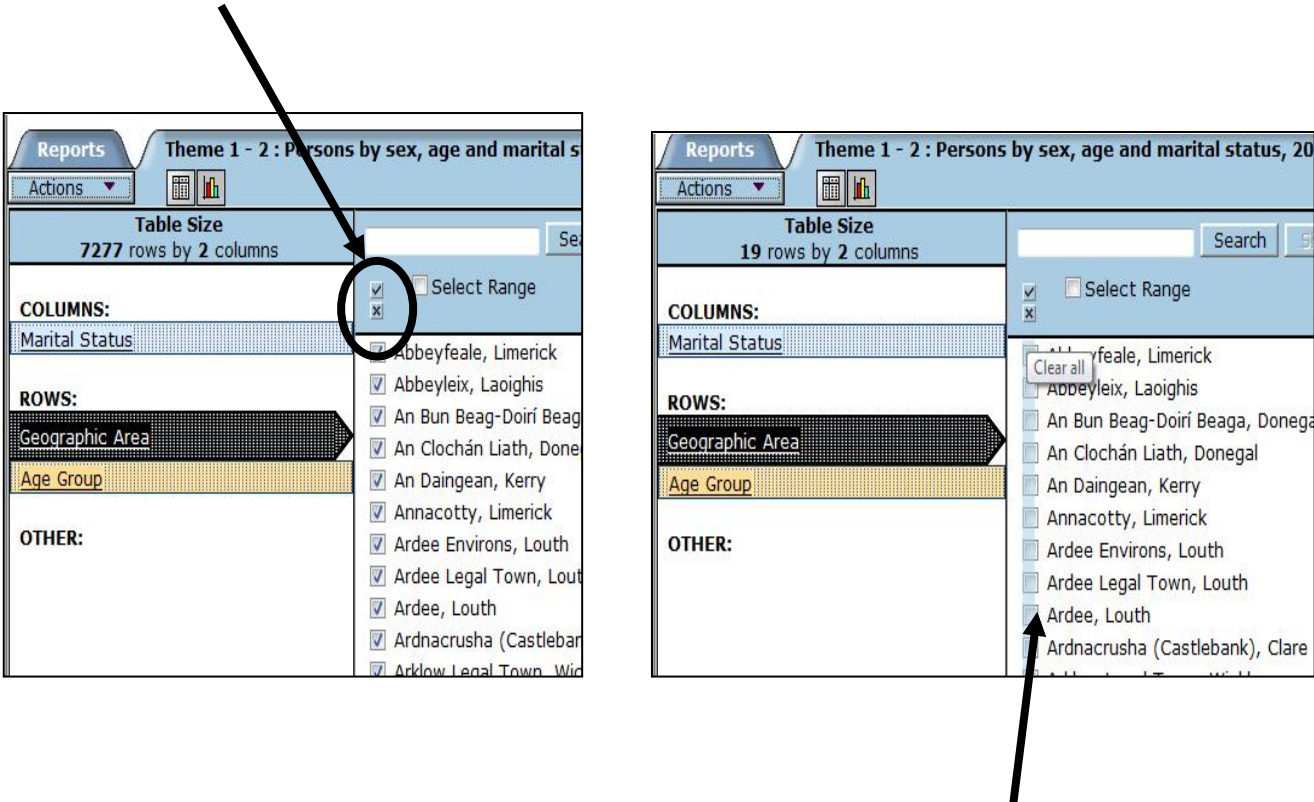 Reports
Theme 1 - 2 : Persons by sex, age and marital
Actions ▼
Table Size
7277 rows by 2 columns
COLUMNS:
Marital Status
ROWS:
Geographic Area
Age Group
OTHER:
Select Range
Abbeyfeale, Limerick
Abbeyleix, Laoighis
An Bun Beag-Doirí Beag
An Clochán Liath, Done
An Daingean, Kerry
Annacotty, Limerick
Ardee Environs, Louth
Ardee Legal Town, Lout
Ardee, Louth
Ardnacrusha (Castlebar
Arklow Legal Town,
Reports
Theme 1 - 2 : Persons by sex, age and marital status, 20
Actions ▼
Table Size
19 rows by 2 columns
COLUMNS:
Marital Status
ROWS:
Geographic Area
Age Group
OTHER:
Search
Select Range
Clear all
Limerick
Abbeyleix, Laoighis
An Bun Beag-Doirí Beaga, Donega
An Clochán Liath, Donegal
An Daingean, Kerry
Annacotty, Limerick
Ardee Environs, Louth
Ardee Legal Town, Louth
Ardee, Louth
Ardnacrusha (Castlebank), Clare